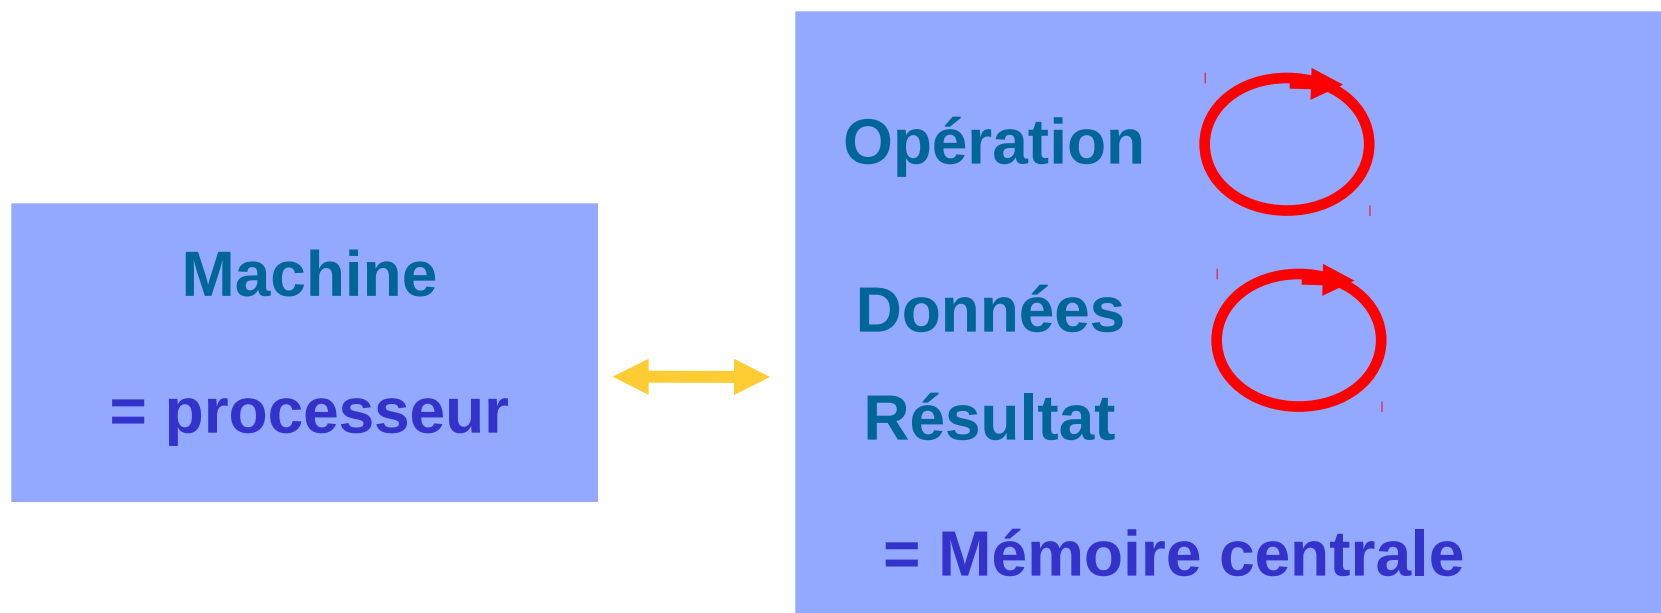 Machine
= processeur
Opération
Données
Résultat
= Mémoire centrale